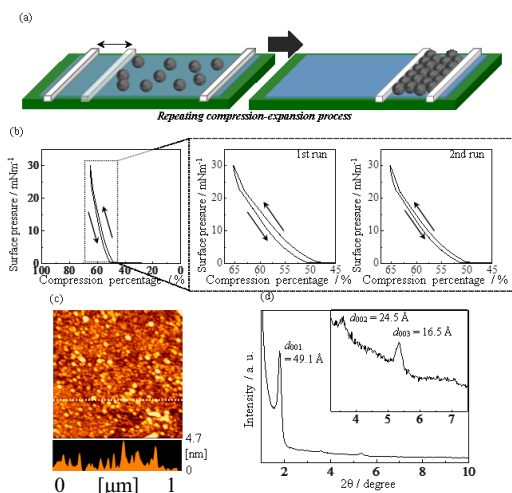 (a)
Repeating compression-expansion process
(b)
Surface pressure / mNm-1
30
20
10
0
100 80 60 40 20 0
Compression percentage / %
1st run
Surface pressure / mNm-1
30
20
10
0
65 60 55 50 45
Compression percentage / %
2nd run
Surface pressure / mNm-1
30
20
10
0
65 60 55 50 45
Compression percentage / %
(c)
4.7
[nm]
0
0 [μm] 1
(d)
Intensity / a. u.
d001
= 49.1 Å
d002 = 24.5 Å
d003 = 16.5 Å
4 5 6 7
2 4 6 8 10
2θ / degree